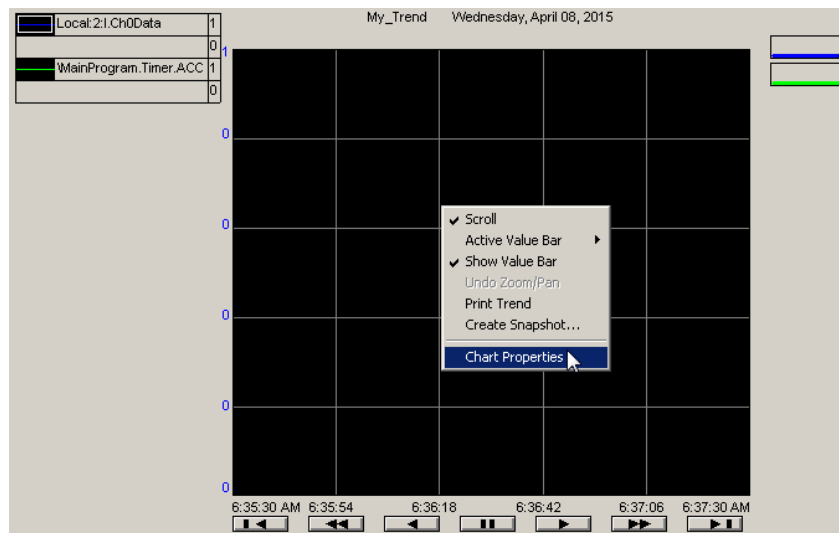 My_Trend Wednesday, April 08, 2015
Local:2:I.Ch0Data 1
0
\MainProgram.Timer.ACC 1
0
1
0
0
0
0
0
Scroll
Active Value Bar
Show Value Bar
Undo Zoom/Pan
Print Trend
Create Snapshot...
Chart Properties
6:35:30 AM 6:35:54 6:36:18 6:36:42 6:37:06 6:37:30 AM